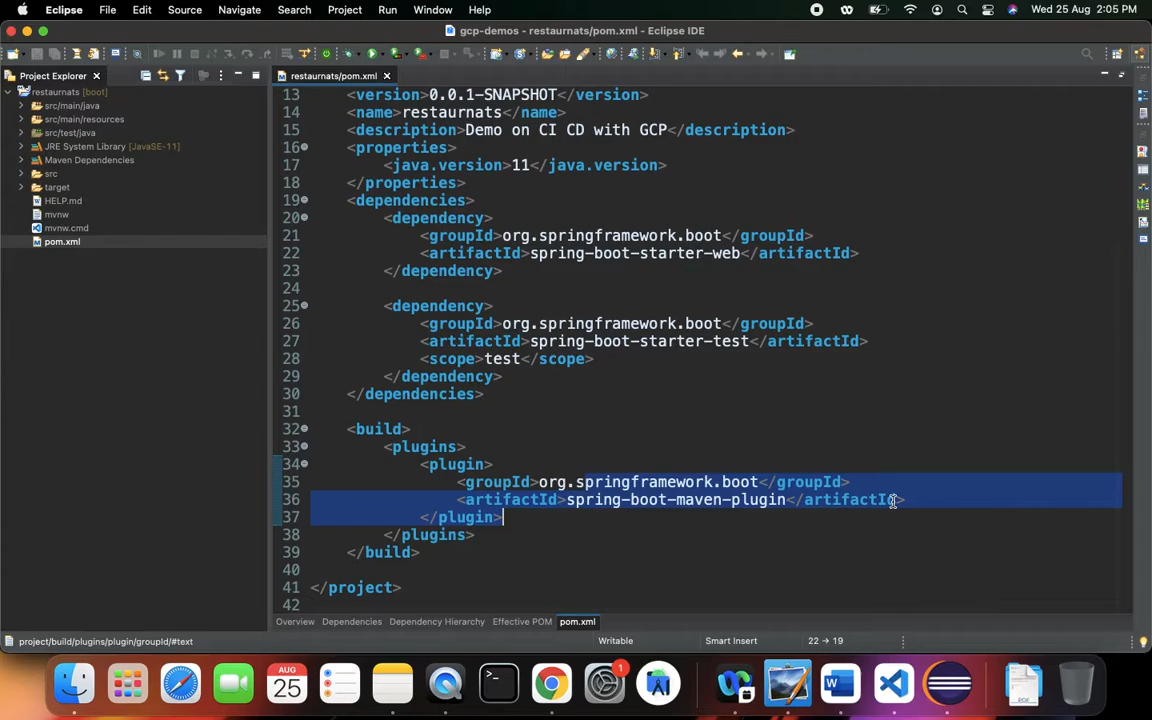 Eclipse File Edit Source Navigate Search Project Run Window Help Wed 25 Aug 2:05 PM
gcp-demos - restaurnats/pom.xml - Eclipse IDE
Project Explorer
restaurnats/pom.xml
restaurnats [boot]
src/main/java
src/main/resources
src/test/java
JRE System Library [JavaSE-11]
Maven Dependencies
src
target
HELP.md
mvnw
mvnw.cmd
pom.xml
13 <version>0.0.1-SNAPSHOT</version>
14 <name>restaurnats</name>
15 <description>Demo on CI CD with GCP</description>
16 <properties>
17 <java.version>11</java.version>
18 </properties>
19 <dependencies>
20 <dependency>
21 <groupId>org.springframework.boot</groupId>
22 <artifactId>spring-boot-starter-web</artifactId>
23 </dependency>
24
25 <dependency>
26 <groupId>org.springframework.boot</groupId>
27 <artifactId>spring-boot-starter-test</artifactId>
28 <scope>test</scope>
29 </dependency>
30 </dependencies>
31
32 <build>
33 <plugins>
34 <plugin>
35 <groupId>org.springframework.boot</groupId>
36 <artifactId>spring-boot-maven-plugin</artifactId>
37 </plugin>
38 </plugins>
39 </build>
40
41 </project>
42
Overview Dependencies Dependency Hierarchy Effective POM pom.xml
project/build/plugins/plugin/groupId/#text Writable Smart Insert 22 → 19
AUG
25
1
>_
W
PDF